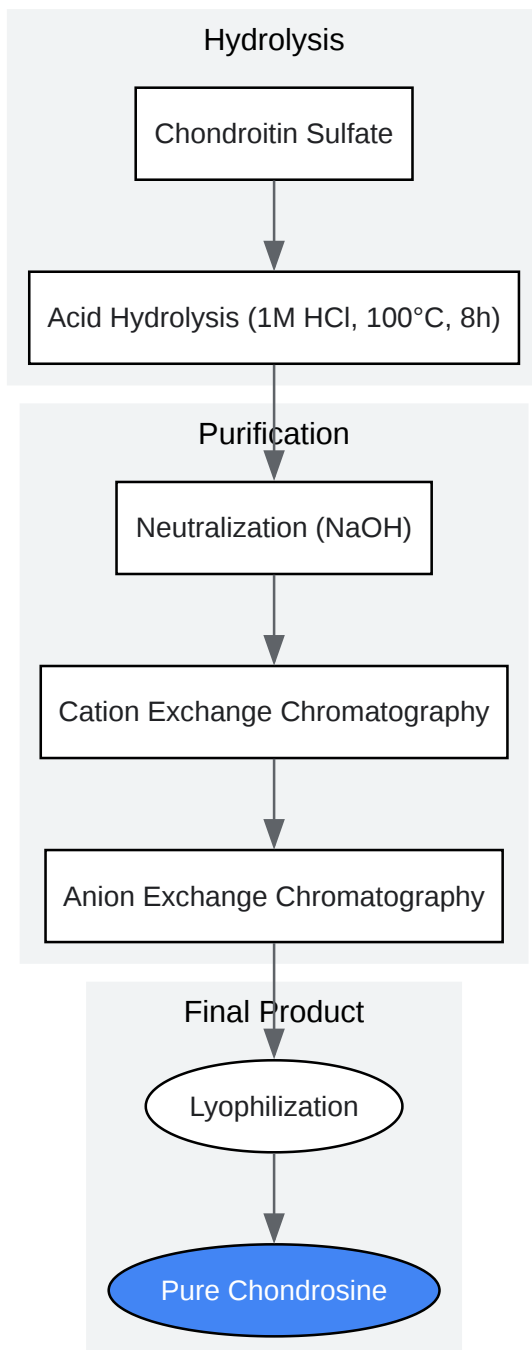 Hydrolysis
Chondroitin Sulfate
Acid Hydrolysis (1M HCl, 100°C, 8h)
Purification
Neutralization (NaOH)
Cation Exchange Chromatography
Anion Exchange Chromatography
Final Product
Lyophilization
Pure Chondrosine